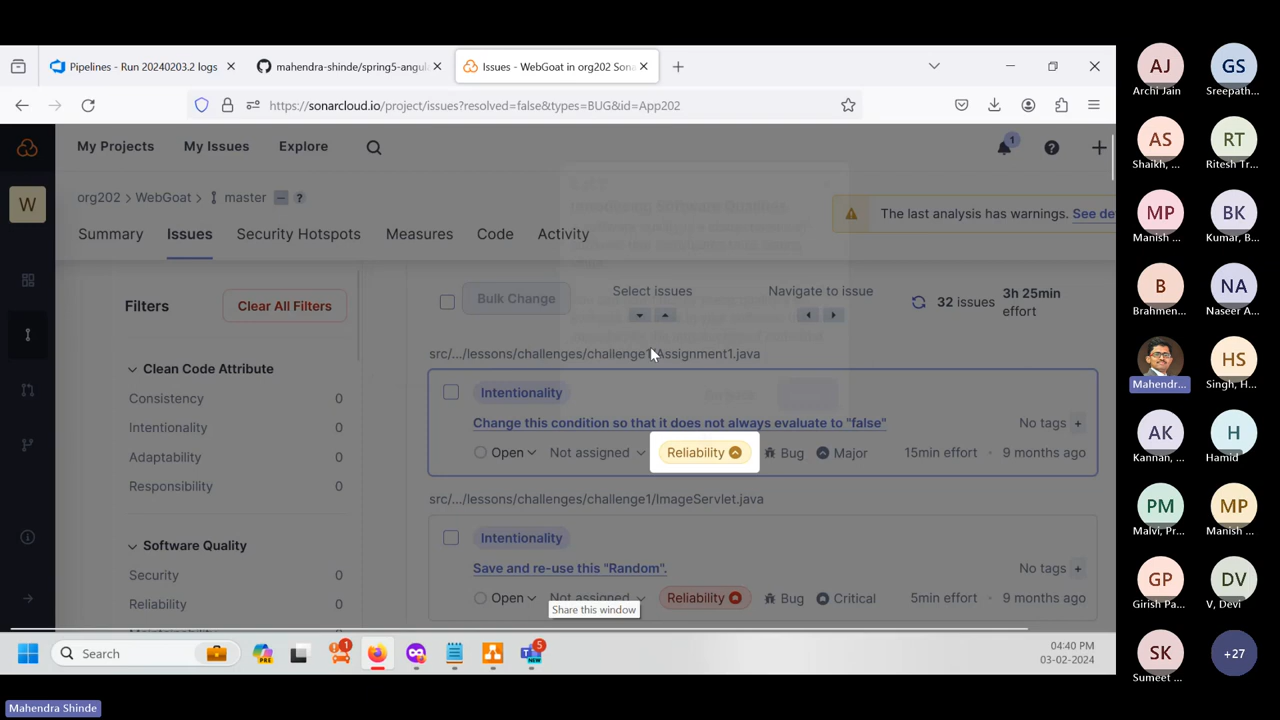 Pipelines - Run 20240203.2 logs
mahendra-shinde/spring5-angula
Issues - WebGoat in org202 Sona
https://sonarcloud.io/project/issues?resolved=false&types=BUG&id=App202
My Projects
My Issues
Explore
1
W
org202 > WebGoat > master
?
The last analysis has warnings. See de
Summary
Issues
Security Hotspots
Measures
Code
Activity
Filters
Clear All Filters
Bulk Change
Select issues
Navigate to issue
32 issues
3h 25min
effort
src/.../lessons/challenges/challenge1/Assignment1.java
Clean Code Attribute
Consistency 0
Intentionality 0
Adaptability 0
Responsibility 0
Intentionality
Change this condition so that it does not always evaluate to "false"
No tags +
Open
Not assigned
Reliability
Bug
Major
15min effort · 9 months ago
src/.../lessons/challenges/challenge1/ImageServlet.java
Software Quality
Security 0
Reliability 0
Intentionality
Save and re-use this "Random".
No tags +
Open
Not assigned
Reliability
Bug
Critical
5min effort · 9 months ago
Share this window
Search
PRE
1
5
NEW
04:40 PM
03-02-2024
Mahendra Shinde
AJ
Archi Jain
GS
Sreepath...
AS
Shaikh, ...
RT
Ritesh Tr...
MP
Manish ...
BK
Kumar, B...
B
Brahmen...
NA
Naseer A...
Mahendr...
HS
Singh, H...
AK
Kannan, ...
H
Hamid
PM
Malvi, Pr...
MP
Manish ...
GP
Girish Pa...
DV
V, Devi
SK
Sumeet ...
+27